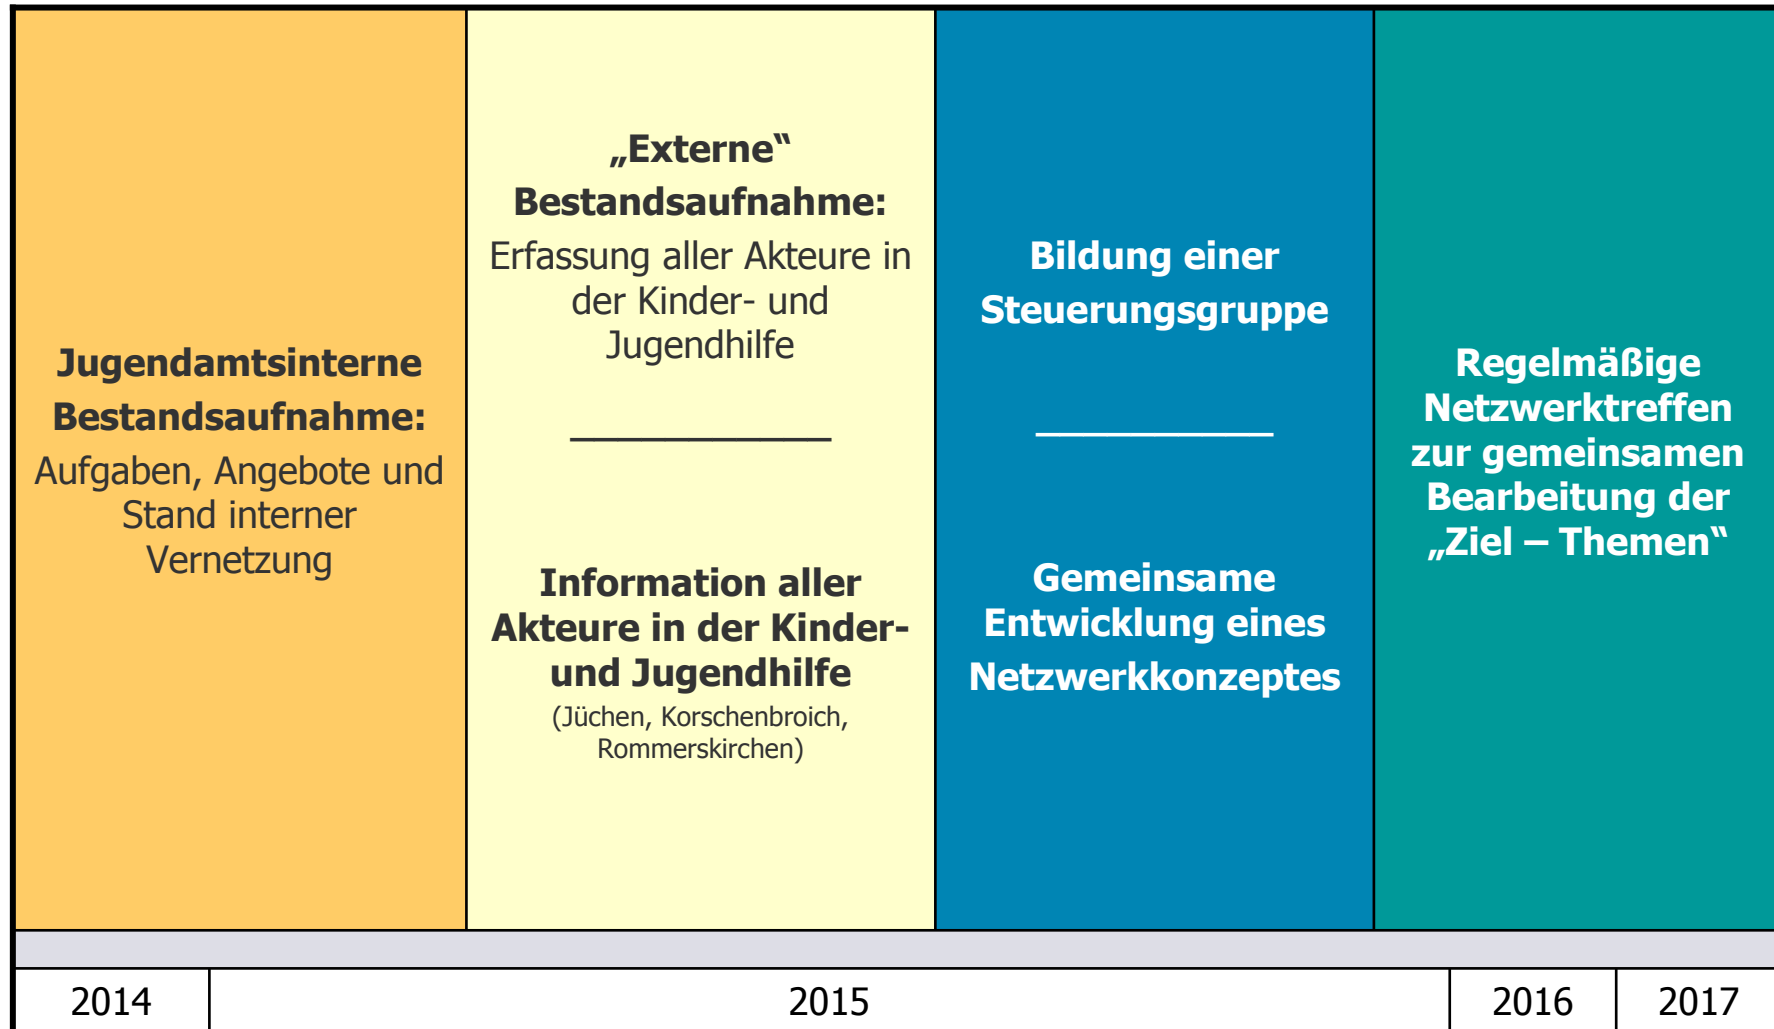 Jugendamtsinterne
Bestandsaufnahme:
Aufgaben, Angebote und
Stand interner
Vernetzung
„Externe“
Bestandsaufnahme:
Erfassung aller Akteure in
der Kinder- und
Jugendhilfe
Information aller
Akteure in der Kinder-
und Jugendhilfe
(Jüchen, Korschenbroich,
Rommerskirchen)
Bildung einer
Steuerungsgruppe
Gemeinsame
Entwicklung eines
Netzwerkkonzeptes
Regelmäßige
Netzwerktreffen
zur gemeinsamen
Bearbeitung der
„Ziel – Themen“
2014
2015
2016
2017